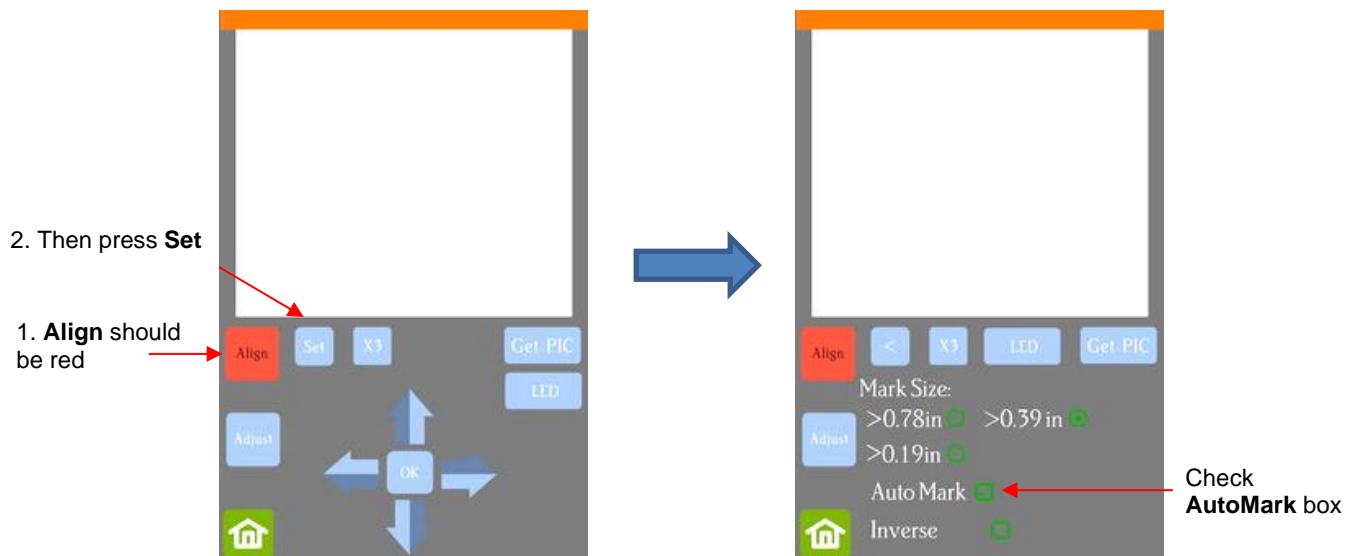 2. Then press Set
1. Align should
be red
Align
Set
X3
Get PIC
LED
Adjust
OK
Align
<
X3
LED
Get PIC
Mark Size:
>0.78in >0.39 in
Adjust
>0.19in
Auto Mark
Inverse
Check
AutoMark box